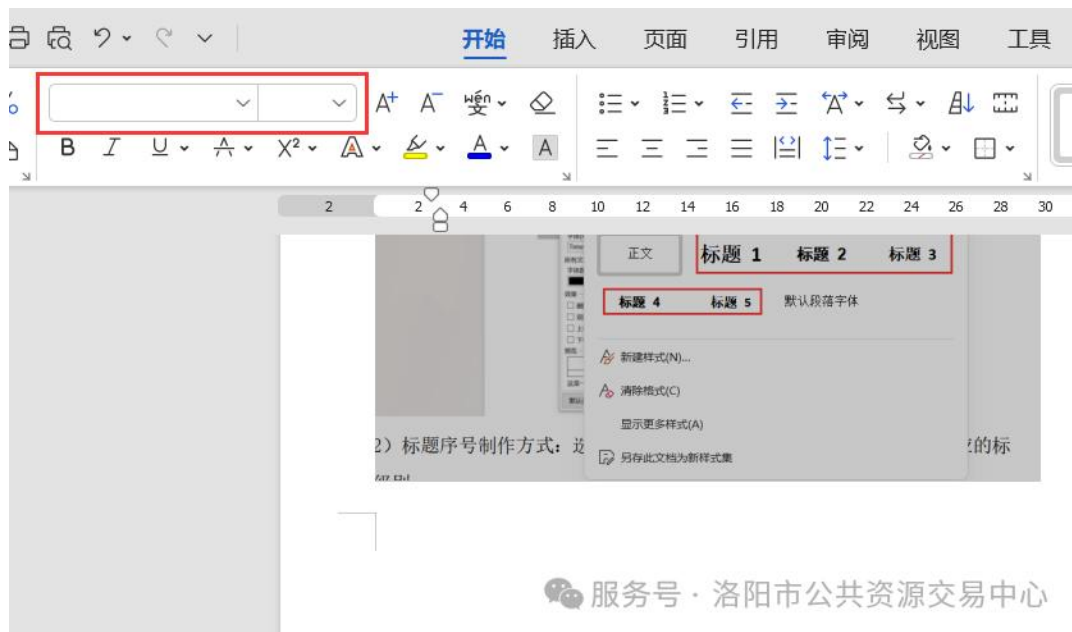 开始 插入 页面 引用 审阅 视图 工具
A+ A- wén 变
B I U A X² A A A
2 2 4 6 8 10 12 14 16 18 20 22 24 26 28 30
正文 标题 1 标题 2 标题 3
标题 4 标题 5 默认段落字体
新建样式(N)...
清除格式(C)
显示更多样式(A)
2）标题序号制作方式：选 的标
另存此文档为新样式集
服务号 · 洛阳市公共资源交易中心